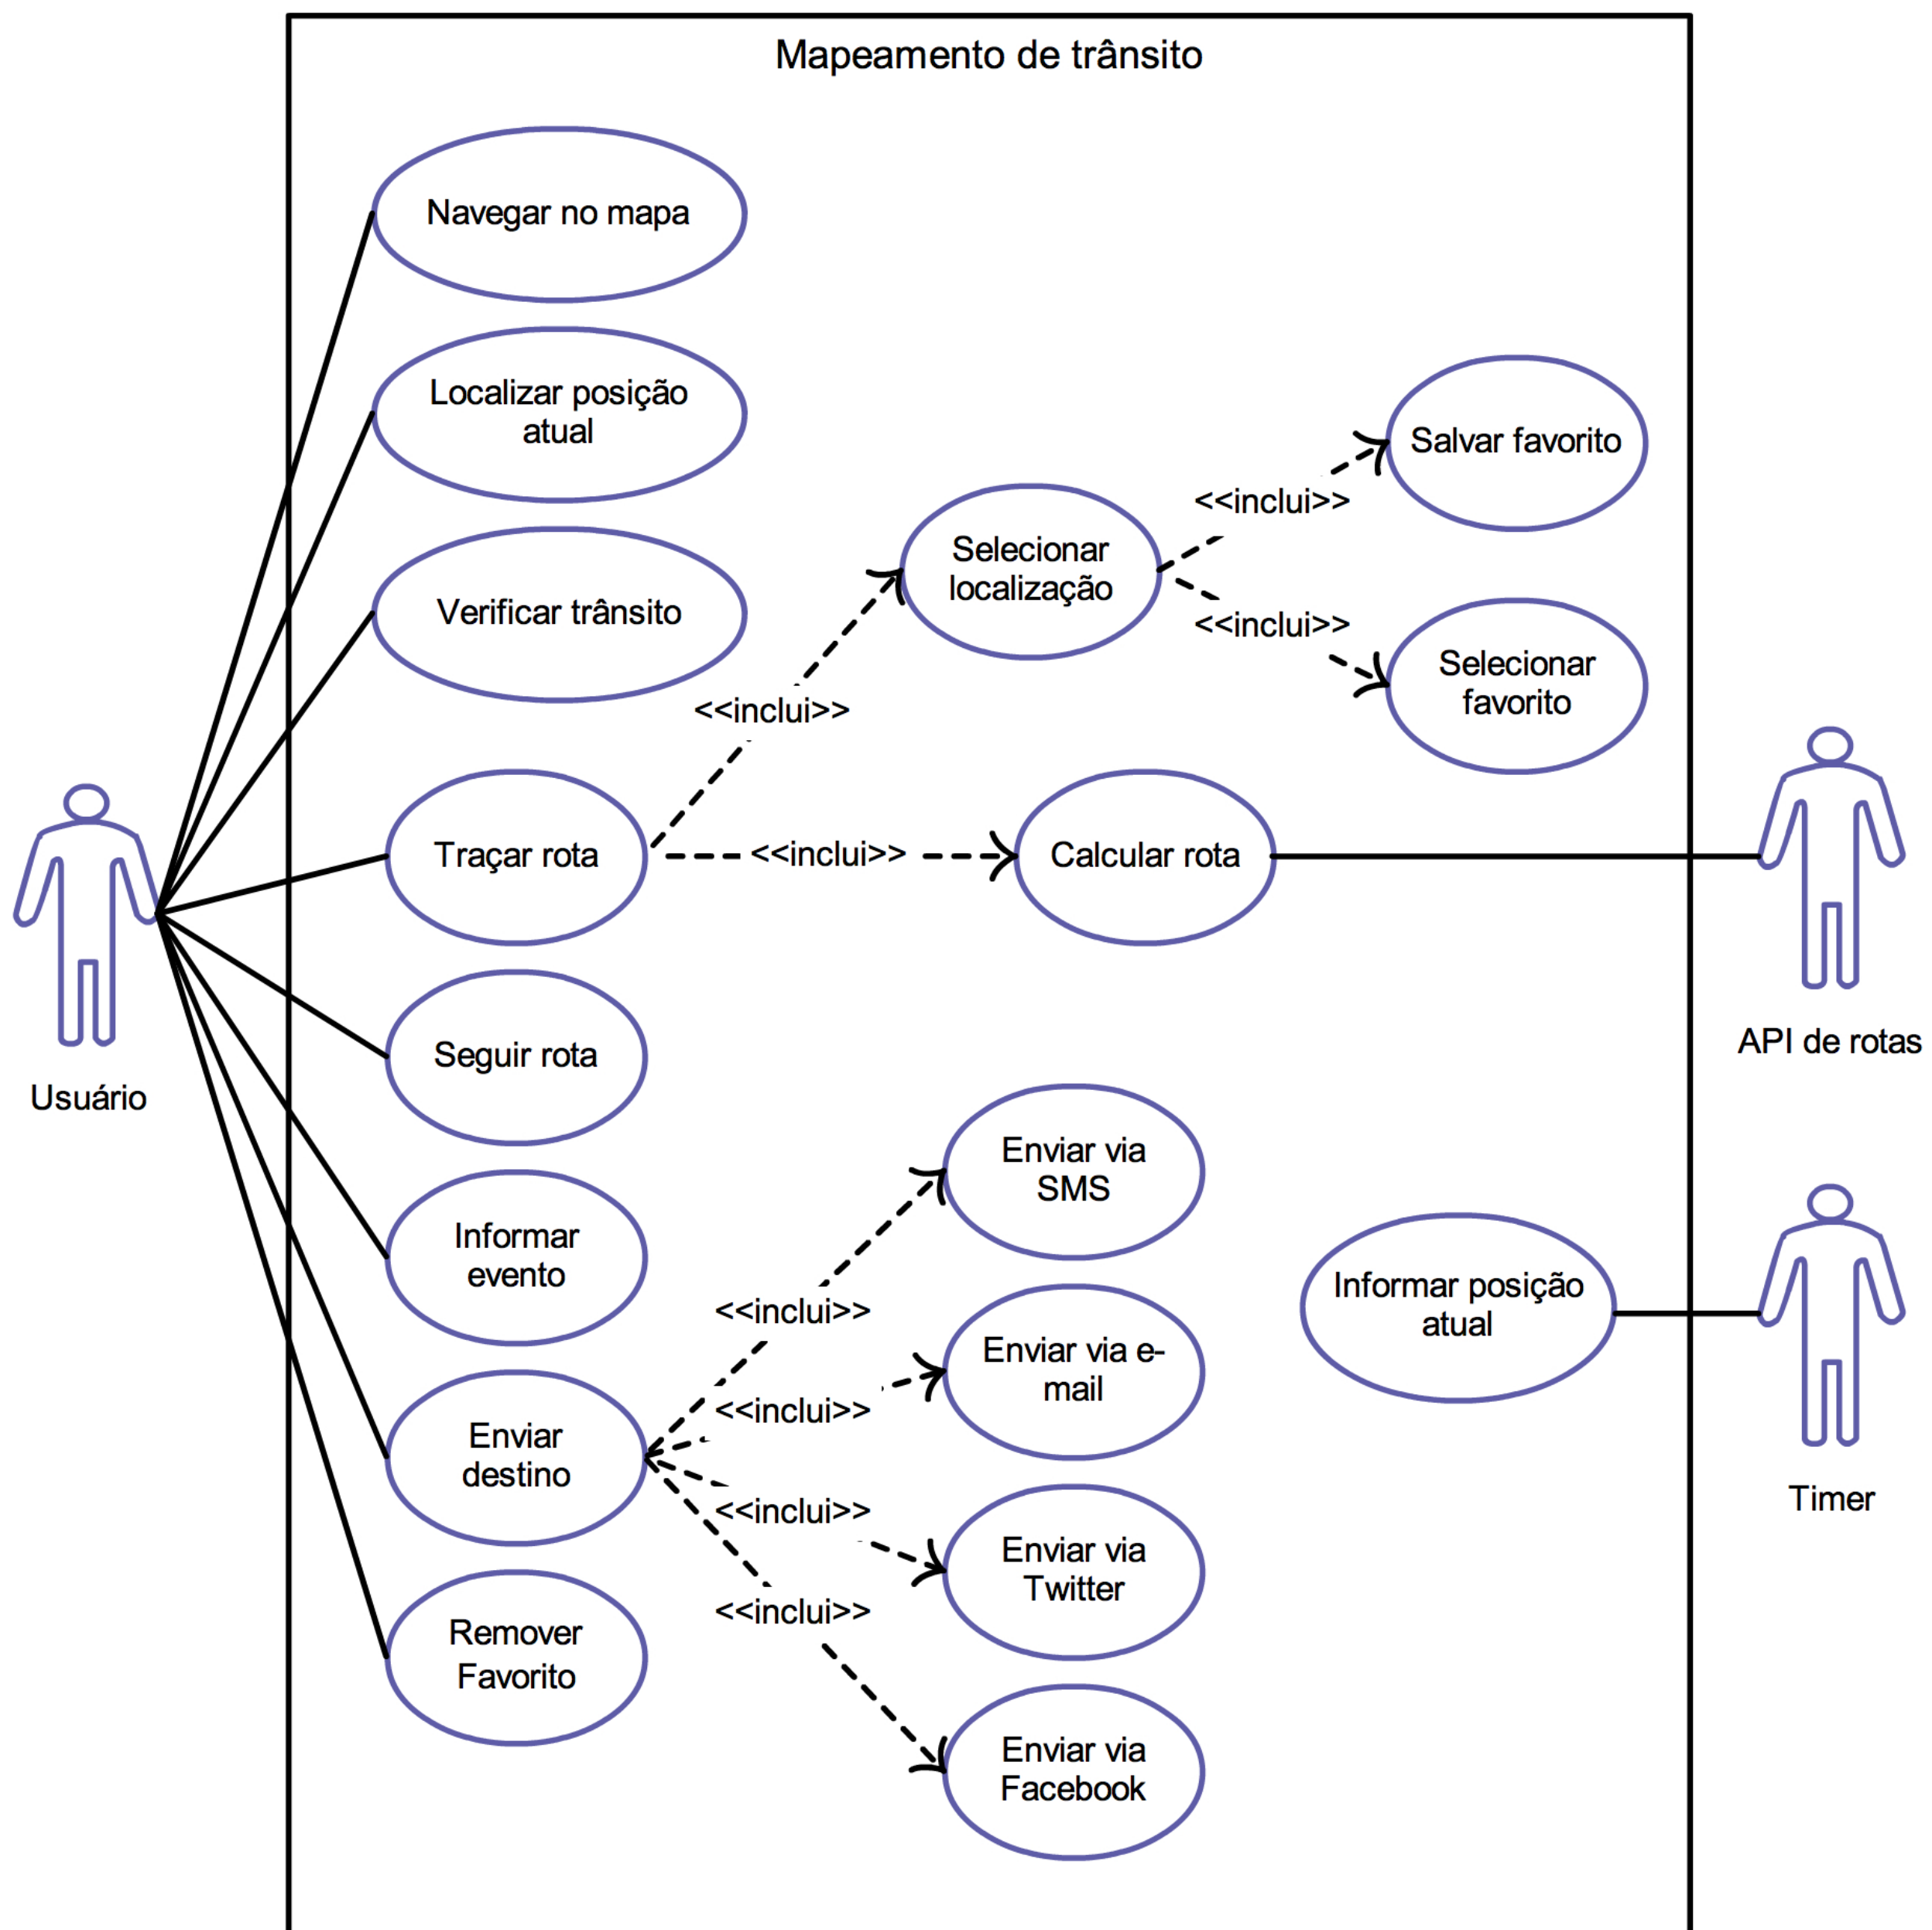 Mapeamento de trânsito
Navegar no mapa
Localizar posição
atual
Verificar trânsito
Traçar rota
Seguir rota
Informar
evento
Enviar
destino
Remover
Favorito
<<inclui>>
<<inclui>>
Selecionar
localização
<<inclui>>
<<inclui>>
Salvar favorito
Selecionar
favorito
Calcular rota
<<inclui>>
<<inclui>>
<<inclui>>
<<inclui>>
Enviar via
SMS
Enviar via e-
mail
Enviar via
Twitter
Enviar via
Facebook
Informar posição
atual
Usuário
API de rotas
Timer